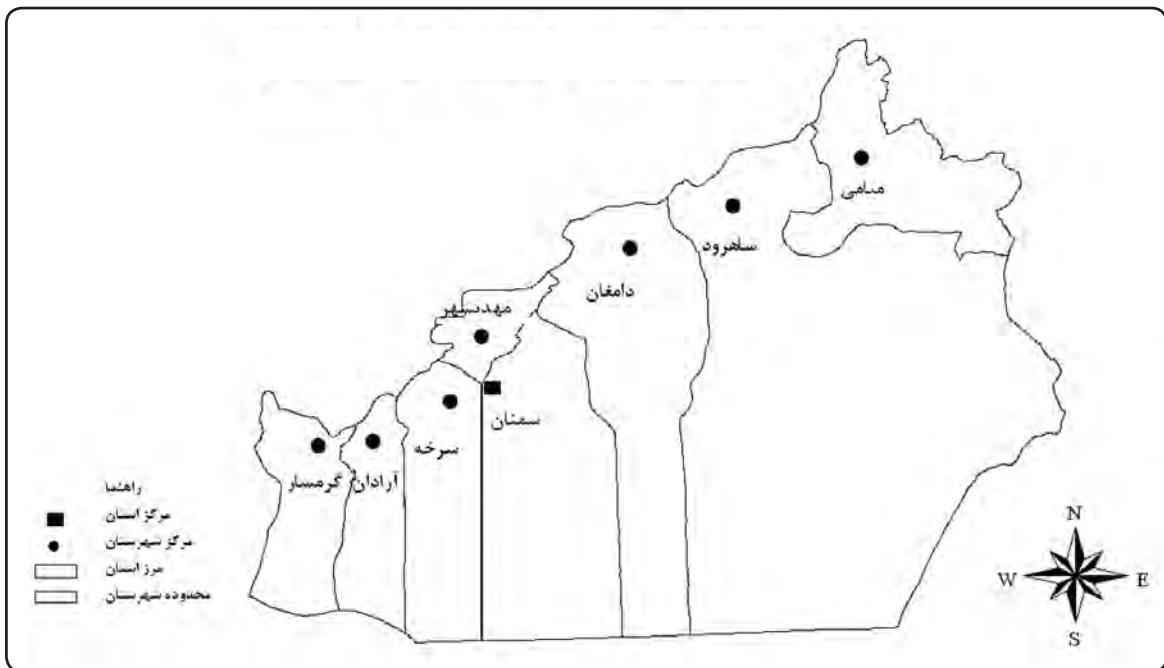 میامی
شاهرود
دامغان
مهدیشهر
سمنان
سرخه
آرادان
گرمسار
راهنما
مرکز استان
مرکز شهرستان
مرز استان
محدوده شهرستان
N
W
E
S